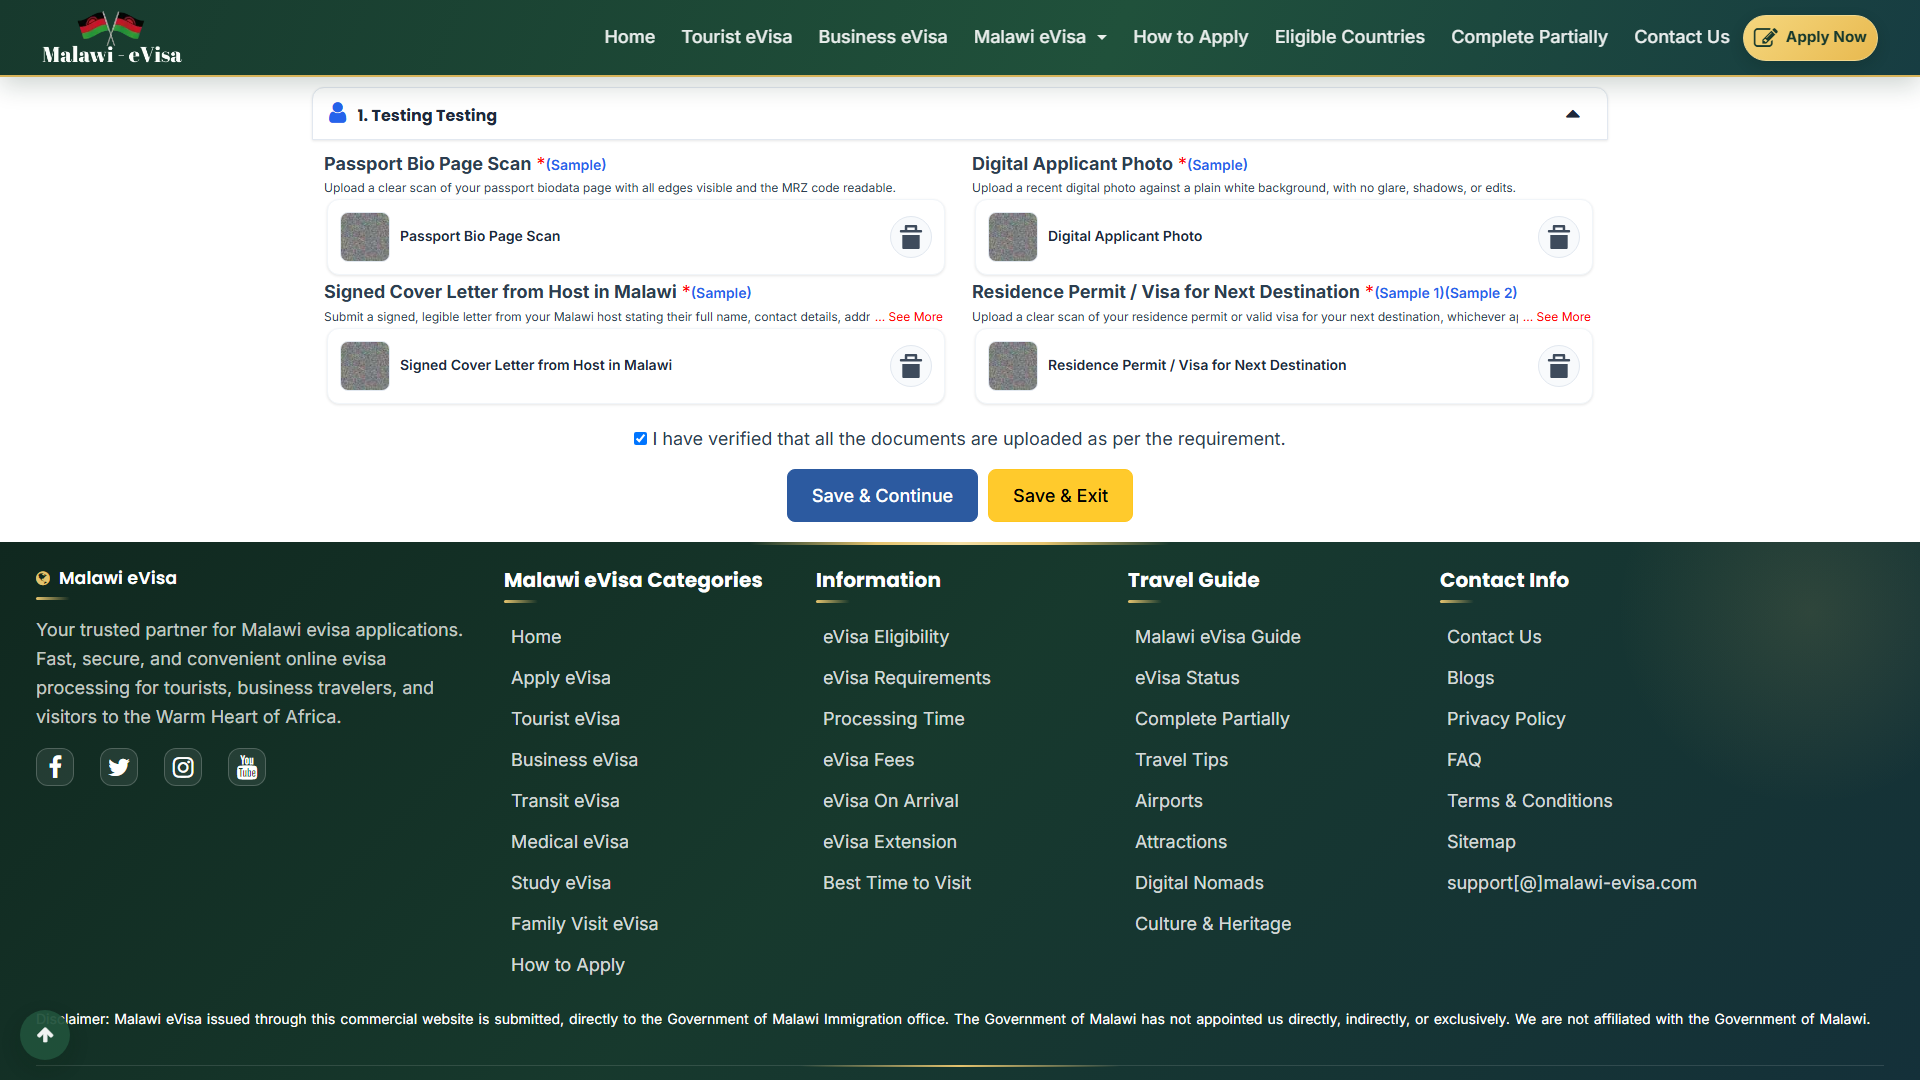 Malawi - eVisa
Home
Tourist eVisa
Business eVisa
Malawi eVisa
How to Apply
Eligible Countries
Complete Partially
Contact Us
Apply Now
1. Testing Testing
Passport Bio Page Scan *(Sample)
Upload a clear scan of your passport biodata page with all edges visible and the MRZ code readable.
Passport Bio Page Scan
Digital Applicant Photo *(Sample)
Upload a recent digital photo against a plain white background, with no glare, shadows, or edits.
Digital Applicant Photo
Signed Cover Letter from Host in Malawi *(Sample)
Submit a signed, legible letter from your Malawi host stating their full name, contact details, addr ... See More
Signed Cover Letter from Host in Malawi
Residence Permit / Visa for Next Destination *(Sample 1)(Sample 2)
Upload a clear scan of your residence permit or valid visa for your next destination, whichever a ... See More
Residence Permit / Visa for Next Destination
I have verified that all the documents are uploaded as per the requirement.
Save & Continue
Save & Exit
Malawi eVisa
Your trusted partner for Malawi evisa applications.
Fast, secure, and convenient online evisa
processing for tourists, business travelers, and
visitors to the Warm Heart of Africa.
You
Tube
Malawi eVisa Categories
Home
Apply eVisa
Tourist eVisa
Business eVisa
Transit eVisa
Medical eVisa
Study eVisa
Family Visit eVisa
How to Apply
Information
eVisa Eligibility
eVisa Requirements
Processing Time
eVisa Fees
eVisa On Arrival
eVisa Extension
Best Time to Visit
Travel Guide
Malawi eVisa Guide
eVisa Status
Complete Partially
Travel Tips
Airports
Attractions
Digital Nomads
Culture & Heritage
Contact Info
Contact Us
Blogs
Privacy Policy
FAQ
Terms & Conditions
Sitemap
support[@]malawi-evisa.com
Disclaimer: Malawi eVisa issued through this commercial website is submitted, directly to the Government of Malawi Immigration office. The Government of Malawi has not appointed us directly, indirectly, or exclusively. We are not affiliated with the Government of Malawi.